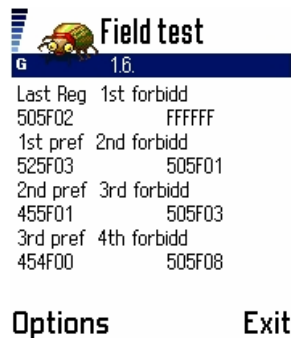 Field test
G 1.6.
Last Reg 1st forbidd
505F02 FFFFFF
1st pref 2nd forbidd
525F03 505F01
2nd pref 3rd forbidd
455F01 505F03
3rd pref 4th forbidd
454F00 505F08
Options Exit